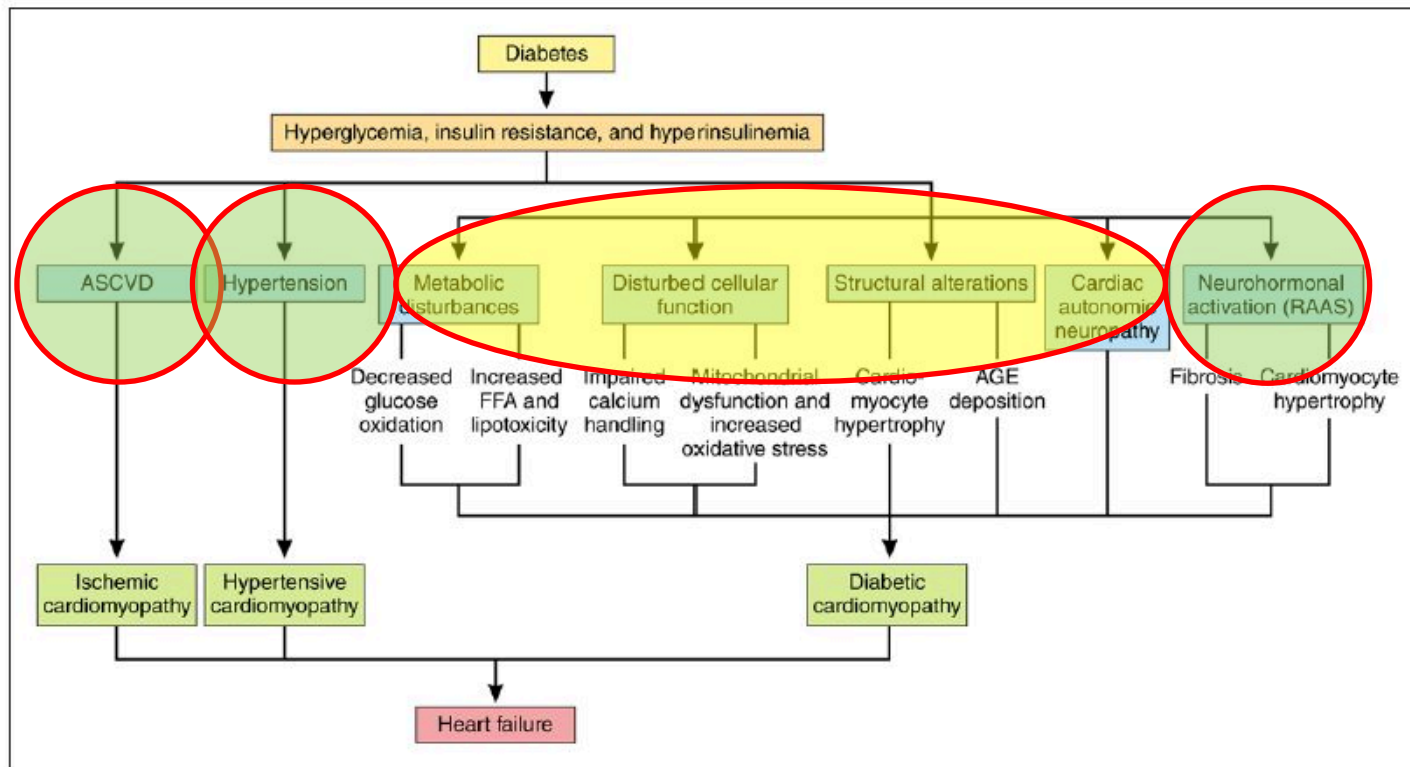 Diabetes
Hyperglycemia, insulin resistance, and hyperinsulinemia
ASCVD
Hypertension
Metabolic
disturbances
Disturbed cellular
function
Structural alterations
Cardiac
autonomic
neuropathy
Neurohormonal
activation (RAAS)
Decreased
glucose
oxidation
Increased
FFA and
lipotoxicity
Impaired
calcium
handling
Mitochondrial
dysfunction and
increased
oxidative stress
Cardio-
myocyte
hypertrophy
AGE
deposition
Fibrosis
Cardiomyocyte
hypertrophy
Ischemic
cardiomyopathy
Hypertensive
cardiomyopathy
Diabetic
cardiomyopathy
Heart failure